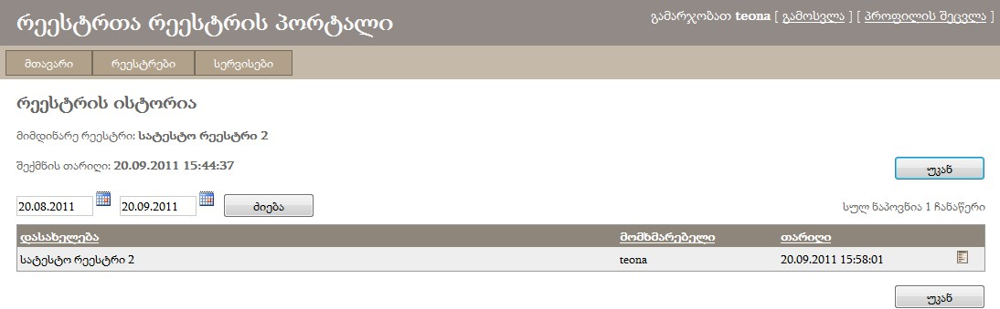 რეესტრთა რეესტრის პორტალი
გამარჯობათ teona [ გამოსვლა ] [ პროფილის შეცვლა ]
მთავარი რეესტრები სერვისები
რეესტრის ისტორია
მიმდინარე რეესტრი: სატესტო რეესტრი 2
შექმნის თარიღი: 20.09.2011 15:44:37
უკან
20.08.2011 20.09.2011 ძიება
სულ ნაპოვნია 1 ჩანაწერი
დასახელება მომხმარებელი თარიღი
სატესტო რეესტრი 2 teona 20.09.2011 15:58:01
უკან